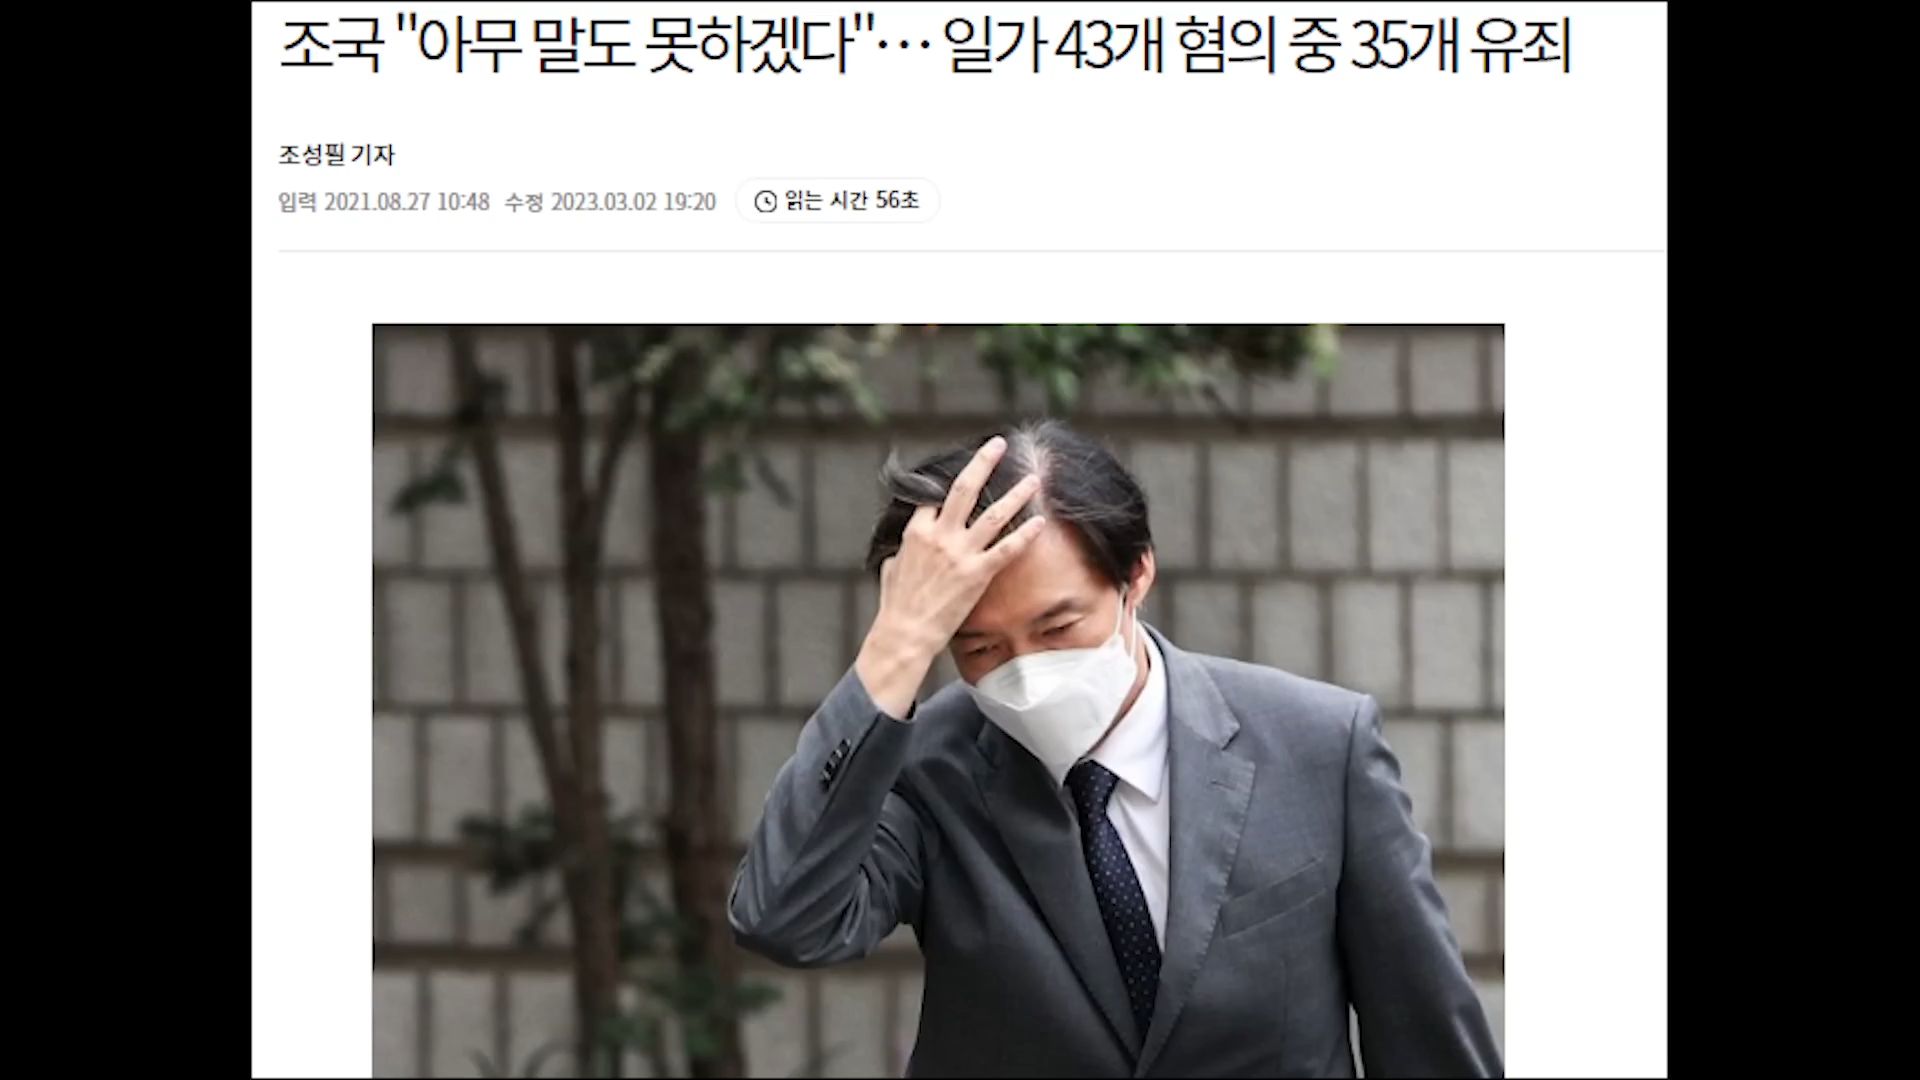 조국 "아무 말도 못하겠다"… 일가 43개 혐의 중 35개 유죄
조성필 기자
입력 2021.08.27 10:48 수정 2023.03.02 19:20 읽는 시간 56초